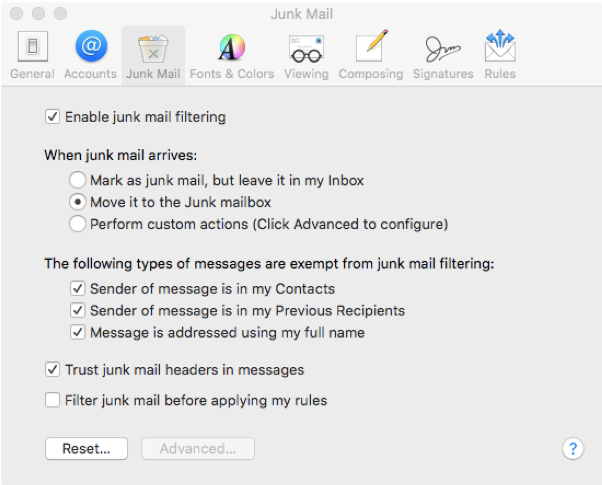 Junk Mail
General Accounts Junk Mail Fonts & Colors Viewing Composing Signatures Rules
Enable junk mail filtering
When junk mail arrives:
Mark as junk mail, but leave it in my Inbox
Move it to the Junk mailbox
Perform custom actions (Click Advanced to configure)
The following types of messages are exempt from junk mail filtering:
Sender of message is in my Contacts
Sender of message is in my Previous Recipients
Message is addressed using my full name
Trust junk mail headers in messages
Filter junk mail before applying my rules
Reset... Advanced... ?